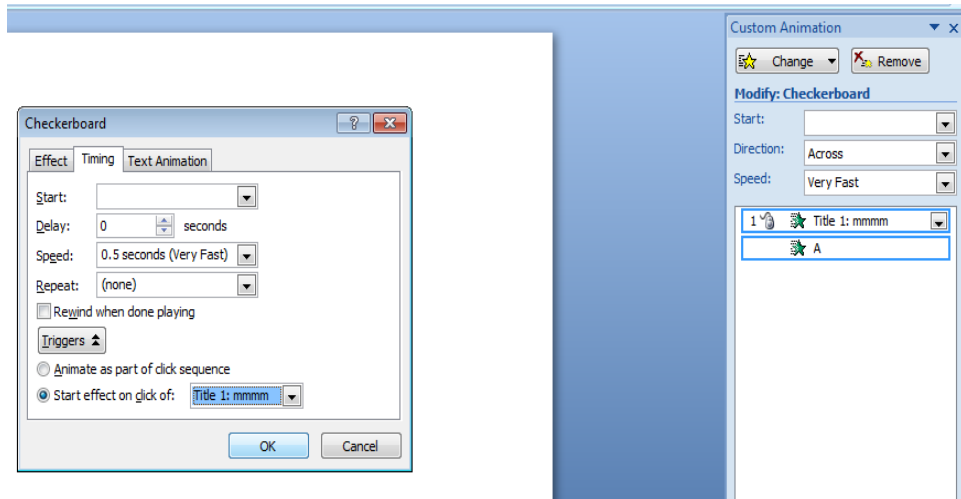 Custom Animation
Change
Remove
Modify: Checkerboard
Start:
Direction: Across
Speed: Very Fast
1 Title 1: mmmm
A
Checkerboard
Effect Timing Text Animation
Start:
Delay: 0 seconds
Speed: 0.5 seconds (Very Fast)
Repeat: (none)
Rewind when done playing
Triggers
Animate as part of click sequence
Start effect on click of: Title 1: mmmm
OK Cancel